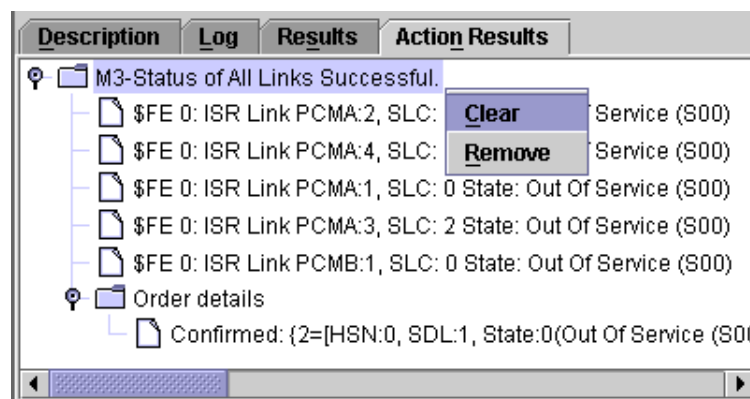 Description Log Results Action Results
M3-Status of All Links Successful.
$FE 0: ISR Link PCMA:2, SLC: Clear Service (S00)
$FE 0: ISR Link PCMA:4, SLC: Remove Service (S00)
$FE 0: ISR Link PCMA:1, SLC: 0 State: Out Of Service (S00)
$FE 0: ISR Link PCMA:3, SLC: 2 State: Out Of Service (S00)
$FE 0: ISR Link PCMB:1, SLC: 0 State: Out Of Service (S00)
Order details
Confirmed: {2=[HSN:0, SDL:1, State:0(Out Of Service (S00